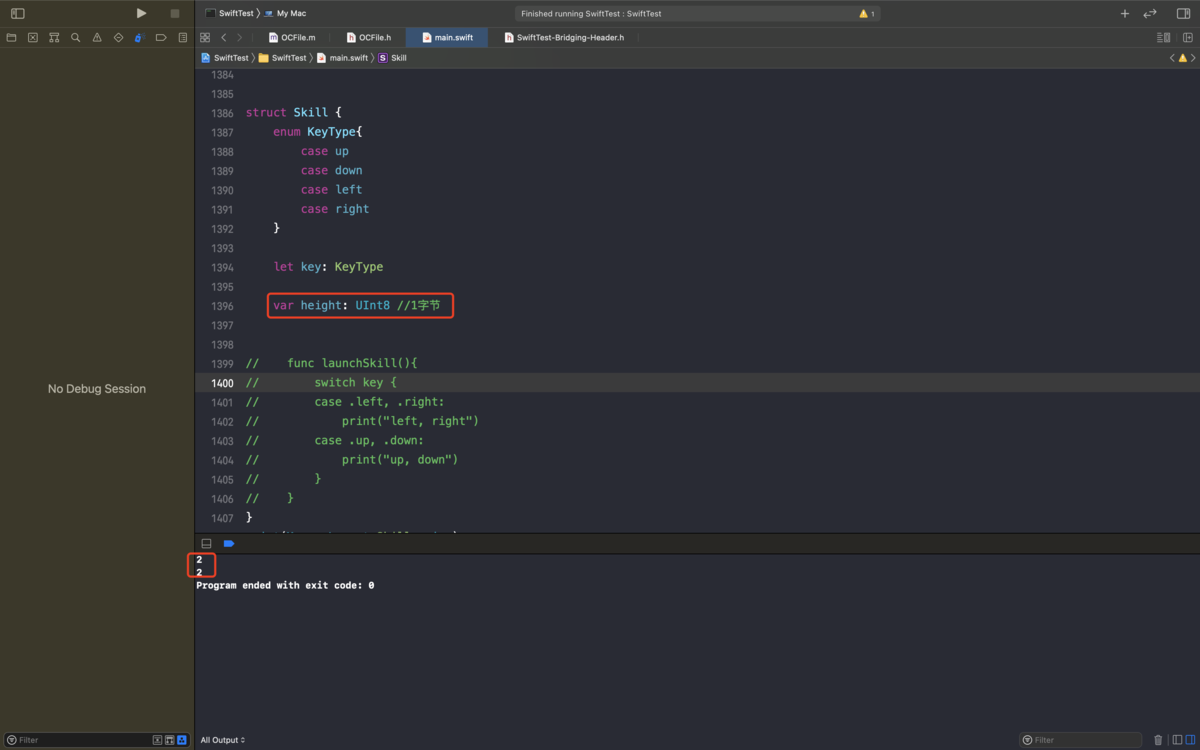 SwiftTest 〉 My Mac
Finished running SwiftTest : SwiftTest
1
OCFile.m
OCFile.h
main.swift
SwiftTest-Bridging-Header.h
SwiftTest 〉 SwiftTest 〉 main.swift 〉 S Skill
1384
1385
1386 struct Skill {
1387 enum KeyType{
1388 case up
1389 case down
1390 case left
1391 case right
1392 }
1393
1394 let key: KeyType
1395
1396 var height: UInt8 //1字节
1397
1398
1399 // func launchSkill(){
1400 // switch key {
1401 // case .left, .right:
1402 // print("left, right")
1403 // case .up, .down:
1404 // print("up, down")
1405 // }
1406 // }
1407 }
No Debug Session
2
2
Program ended with exit code: 0
Filter
All Output
Filter